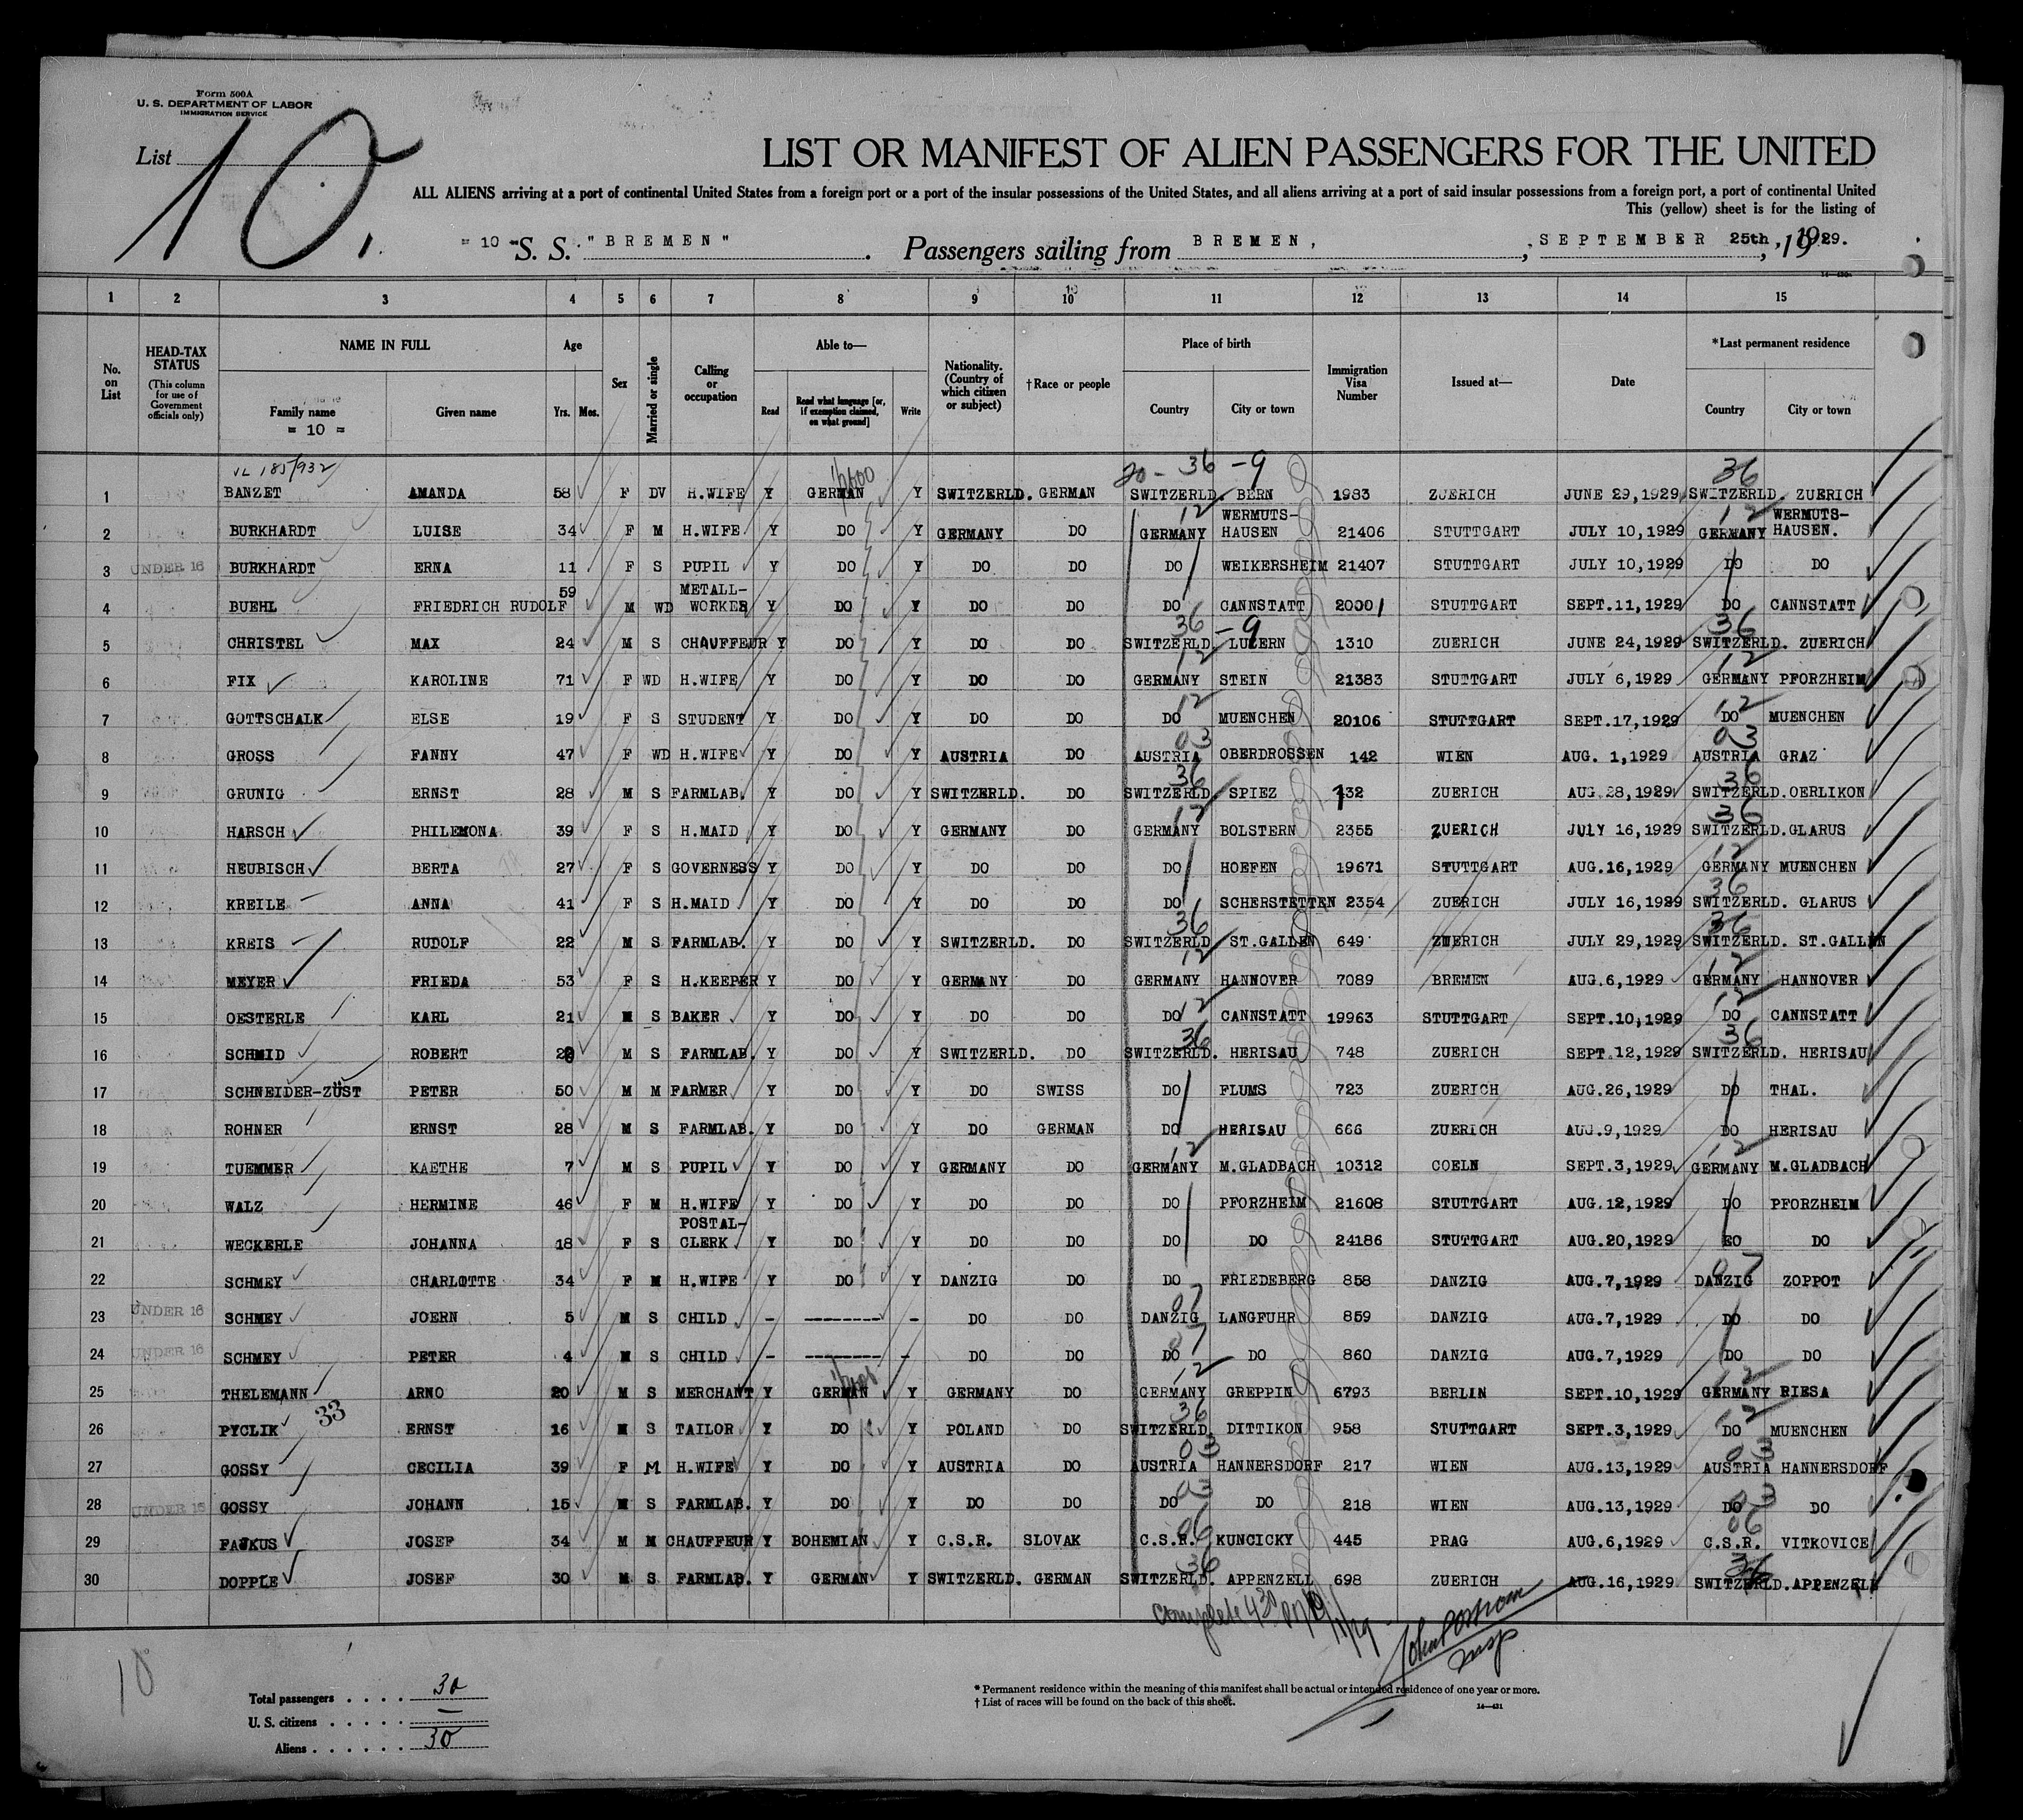 Form 500A
U. S. DEPARTMENT OF LABOR
IMMIGRATION SERVICE
List 10.
LIST OR MANIFEST OF ALIEN PASSENGERS FOR THE UNITED
ALL ALIENS arriving at a port of continental United States from a foreign port or a port of the insular possessions of the United States, and all aliens arriving at a port of said insular possessions from a foreign port, a port of continental United
This (yellow) sheet is for the listing of
= 10 = S. S. "BREMEN". Passengers sailing from BREMEN, , SEPTEMBER 25th, 1929.
1 2 3 4 5 6 7 8 9 10 11 12 13 14 15
No. on List HEAD-TAX STATUS (This column for use of Government officials only) NAME IN FULL Family name Given name Age Yrs. Mos. Sex Married or single Calling or occupation Able to— Read Read what language [or, if exemption claimed, on what ground] Write Nationality. (Country of which citizen or subject) †Race or people Place of birth Country City or town Immigration Visa Number Issued at— Date *Last permanent residence Country City or town
= 10 =
1 BANZET AMANDA 58 F DV H.WIFE Y GERMAN Y SWITZERLD. GERMAN SWITZERLD. BERN 1983 ZUERICH JUNE 29,1929 SWITZERLD. ZUERICH
2 BURKHARDT LUISE 34 F M H.WIFE Y DO Y GERMANY DO GERMANY WERMUTS-HAUSEN 21406 STUTTGART JULY 10,1929 GERMANY WERMUTS-HAUSEN.
3 UNDER 16 BURKHARDT ERNA 11 F S PUPIL Y DO Y DO DO DO WEIKERSHEIM 21407 STUTTGART JULY 10,1929 DO DO
4 BUEHL FRIEDRICH RUDOLF 59 M WD METALL-WORKER Y DO Y DO DO DO CANNSTATT 20001 STUTTGART SEPT.11,1929 DO CANNSTATT
5 CHRISTEL MAX 24 M S CHAUFFEUR Y DO Y DO DO SWITZERLD. LUZERN 1310 ZUERICH JUNE 24,1929 SWITZERLD. ZUERICH
6 FIX KAROLINE 71 F WD H.WIFE Y DO Y DO DO GERMANY STEIN 21383 STUTTGART JULY 6,1929 GERMANY PFORZHEIM
7 GOTTSCHALK ELSE 19 F S STUDENT Y DO Y DO DO DO MUENCHEN 20106 STUTTGART SEPT.17,1929 DO MUENCHEN
8 GROSS FANNY 47 F WD H.WIFE Y DO Y AUSTRIA DO AUSTRIA OBERDROSSEN 142 WIEN AUG. 1,1929 AUSTRIA GRAZ
9 GRUNIG ERNST 28 M S FARMLAB. Y DO Y SWITZERLD. DO SWITZERLD. SPIEZ 732 ZUERICH AUG.28,1929 SWITZERLD. OERLIKON
10 HARSCH PHILEMONA 39 F S H.MAID Y DO Y GERMANY DO GERMANY BOLSTERN 2355 ZUERICH JULY 16,1929 SWITZERLD. GLARUS
11 HEUBISCH BERTA 27 F S GOVERNESS Y DO Y DO DO DO HOEFEN 19671 STUTTGART AUG.16,1929 GERMANY MUENCHEN
12 KREILE ANNA 41 F S H.MAID Y DO Y DO DO DO SCHERSTETTEN 2354 ZUERICH JULY 16,1929 SWITZERLD. GLARUS
13 KREIS RUDOLF 22 M S FARMLAB. Y DO Y SWITZERLD. DO SWITZERLD. ST.GALLEN 649 ZUERICH JULY 29,1929 SWITZERLD. ST.GALLEN
14 MEYER FRIEDA 53 F S H.KEEPER Y DO Y GERMANY DO GERMANY HANNOVER 7089 BREMEN AUG.6,1929 GERMANY HANNOVER
15 OESTERLE KARL 21 M S BAKER Y DO Y DO DO DO CANNSTATT 19963 STUTTGART SEPT.10,1929 DO CANNSTATT
16 SCHMID ROBERT M S FARMLAB. Y DO Y SWITZERLD. DO SWITZERLD. HERISAU 748 ZUERICH SEPT.12,1929 SWITZERLD. HERISAU
17 SCHNEIDER-ZÜST PETER 50 M M FARMER Y DO Y DO SWISS DO FLUMS 723 ZUERICH AUG.26,1929 DO THAL.
18 ROHNER ERNST 28 M S FARMLAB. Y DO Y DO GERMAN DO HERISAU 666 ZUERICH AUG.9,1929 DO HERISAU
19 TUEMMER KAETHE 7 M S PUPIL Y DO Y GERMANY DO GERMANY M.GLADBACH 10312 COELN SEPT.3,1929 GERMANY M.GLADBACH
20 WALZ HERMINE 46 F M H.WIFE Y DO Y DO DO DO PFORZHEIM 21608 STUTTGART AUG.12,1929 DO PFORZHEIM
21 WECKERLE JOHANNA 18 F S POSTAL-CLERK Y DO Y DO DO DO DO 24186 STUTTGART AUG.20,1929 DO DO
22 SCHMEY CHARLOTTE 34 F M H.WIFE Y DO Y DANZIG DO DO FRIEDEBERG 858 DANZIG AUG.7,1929 DANZIG ZOPPOT
23 UNDER 16 SCHMEY JOERN 5 M S CHILD - -------- - DO DO DANZIG LANGFUHR 859 DANZIG AUG.7,1929 DO DO
24 UNDER 16 SCHMEY PETER 4 M S CHILD - -------- - DO DO DO DO 860 DANZIG AUG.7,1929 DO DO
25 THELEMANN ARNO 20 M S MERCHANT Y GERMAN Y GERMANY DO GERMANY GREPPIN 6793 BERLIN SEPT.10,1929 GERMANY RIESA
26 PYCLIK 33 ERNST 16 M S TAILOR Y DO Y POLAND DO SWITZERLD. DITTIKON 958 STUTTGART SEPT.3,1929 DO MUENCHEN
27 GOSSY CECILIA 39 F M H.WIFE Y DO Y AUSTRIA DO AUSTRIA HANNERSDORF 217 WIEN AUG.13,1929 AUSTRIA HANNERSDORF
28 UNDER 16 GOSSY JOHANN 15 M S FARMLAB. Y DO Y DO DO DO DO 218 WIEN AUG.13,1929 DO DO
29 JOSEF 34 M M CHAUFFEUR Y BOHEMIAN Y C.S.R. SLOVAK C.S.R. KUNCICKY 445 PRAG AUG.6,1929 C.S.R. VITKOVICE
30 DOPPLE JOSEF 30 M S FARMLAB. Y GERMAN Y SWITZERLD. GERMAN SWITZERLD. APPENZELL 698 ZUERICH AUG.16,1929 SWITZERLD. APPENZELL
Complete 430 PM
Insp
10
Total passengers . . . . 30
U. S. citizens . . . . . –
Aliens . . . . . . 30
* Permanent residence within the meaning of this manifest shall be actual or intended residence of one year or more.
† List of races will be found on the back of this sheet.
14—431